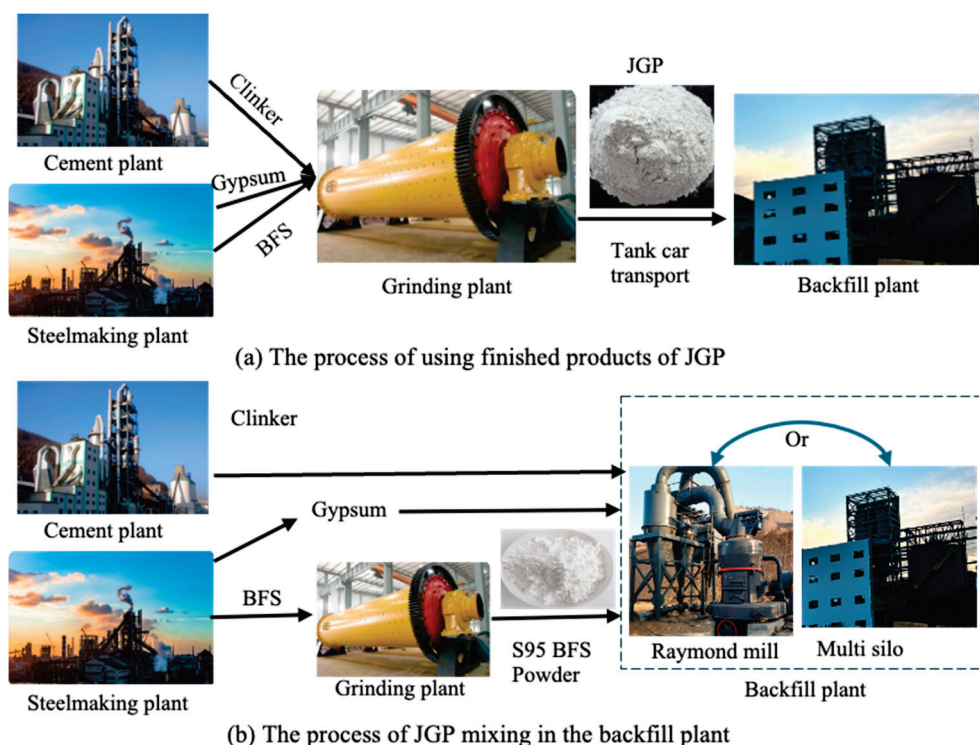 JGP
Clinker
Cement plant
Gypsum
BFS
Grinding plant
Tank car
transport
Backfill plant
Steelmaking plant
(a) The process of using finished products of JGP
Clinker
Or
Cement plant
Gypsum
BFS
S95 BFS
Powder
Grinding plant
Raymond mill
Multi silo
Steelmaking plant
Backfill plant
(b) The process of JGP mixing in the backfill plant